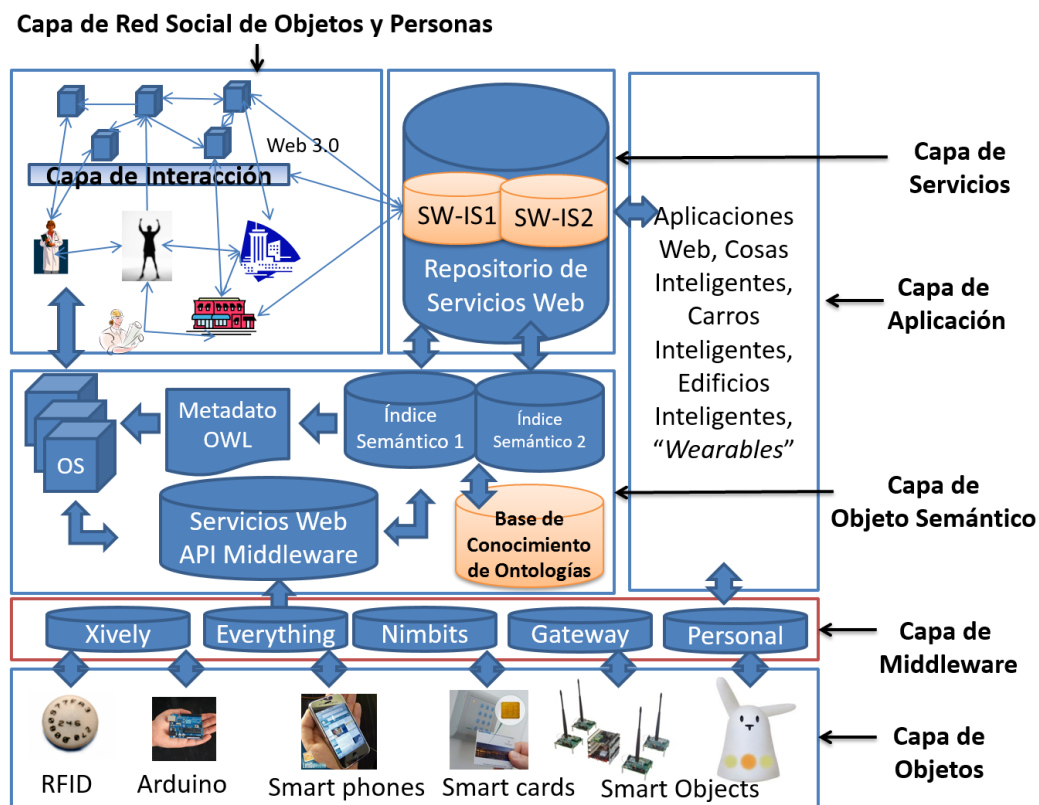 Capa de Red Social de Objetos y Personas
Web 3.0
Capa de Interacción
SW-IS1
SW-IS2
Repositorio de
Servicios Web
Aplicaciones
Web, Cosas
Inteligentes,
Carros
Inteligentes,
Edificios
Inteligentes,
“Wearables”
Capa de
Servicios
Capa de
Aplicación
OS
Metadato
OWL
Índice
Semántico 1
Índice
Semántico 2
Servicios Web
API Middleware
Base de
Conocimiento
de Ontologías
Capa de
Objeto Semántico
Xively
Everything
Nimbits
Gateway
Personal
Capa de
Middleware
RFID
Arduino
Smart phones
Smart cards
Smart Objects
Capa de
Objetos